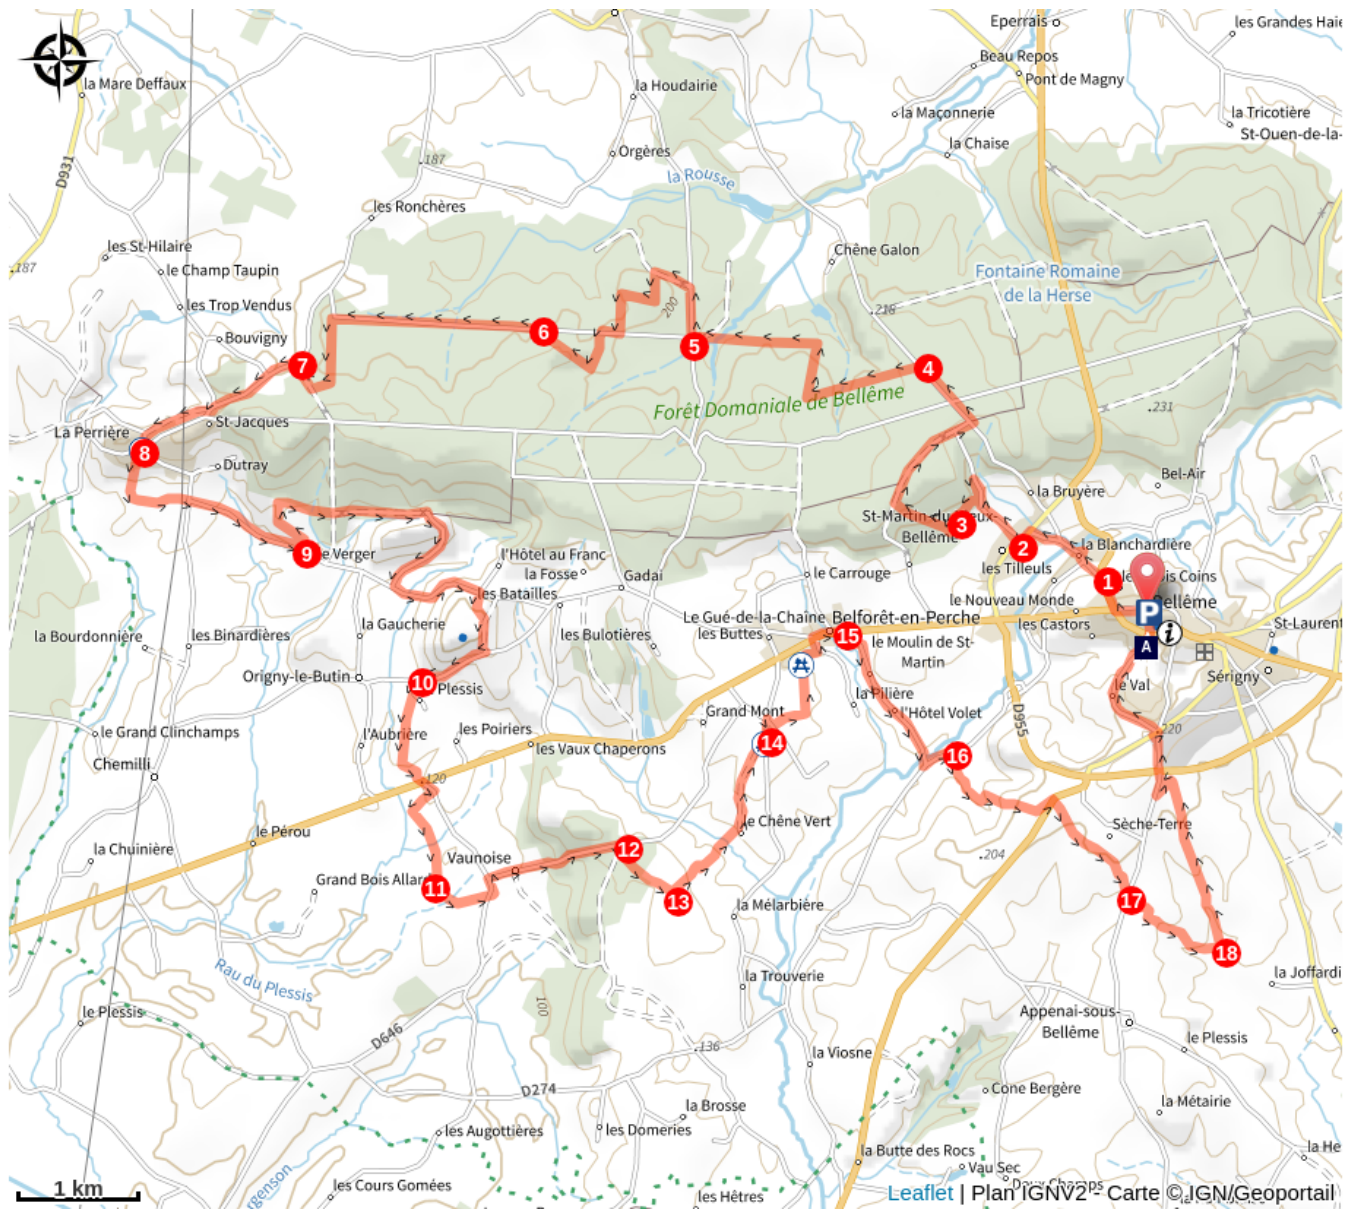 Eperrais
les Grandes Haie
Beau Repos
Pont de Magny
la Mare Deffaux
la Houdairie
la Maçonnerie
la Tricotière
St-Ouen-de-la-
la Chaise
Orgères
D931
.187
la Rousse
les Ronchères
les St-Hilaire
Chêne Galon
.187
le Champ Taupin
Fontaine Romaine
de la Herse
les Trop Vendus
200
.218
Bouvigny
6
5
7
4
Forêt Domaniale de Bellême
.231
St-Jacques
La Perrière
8
Dutray
Bel-Air
la Bruyère
St-Martin-du-Vieux-
Bellême
3
2
la Blanchardière
9
le Verger
l'Hôtel au Franc
la Fosse
Gadai
le Carrouge
les Tilleuls
1
les Trois Coins
les Batailles
le Nouveau Monde
Bellême
P
Le Gué-de-la-Chaîne
Belforêt-en-Perche
les Castors
St-Laurent
la Gaucherie
les Buttes
15
i
la Bourdonnière
les Binardières
les Bulotières
le Moulin de St-
Martin
A
Origny-le-Butin
10
Plessis
la Pilière
le Val
Sérigny
Grand Mont
l'Hôtel Volet
D955
les Poiriers
l'Aubrière
le Grand Clinchamps
les Vaux Chaperons
14
220
16
Chemilli
.120
le Pérou
le Chêne Vert
Sèche-Terre
la Chuinière
Vaunoise
12
.204
Grand Bois Allard
11
13
17
la Mélarbière
18
Rau du Plessis
la Trouverie
la Joffardi
le Plessis
100
Appenai-sous-
Bellême
D646
.136
le Plessis
la Viosne
D274
Cone Bergère
la Brosse
la Métairie
les Augottières
les Domeries
la Butte des Rocs
la He
Vau Sec
Doux Champs
rgenson
1 km
les Cours Gomées
les Hêtres
Leaflet | Plan IGNV2 - Carte © IGN/Geoportail